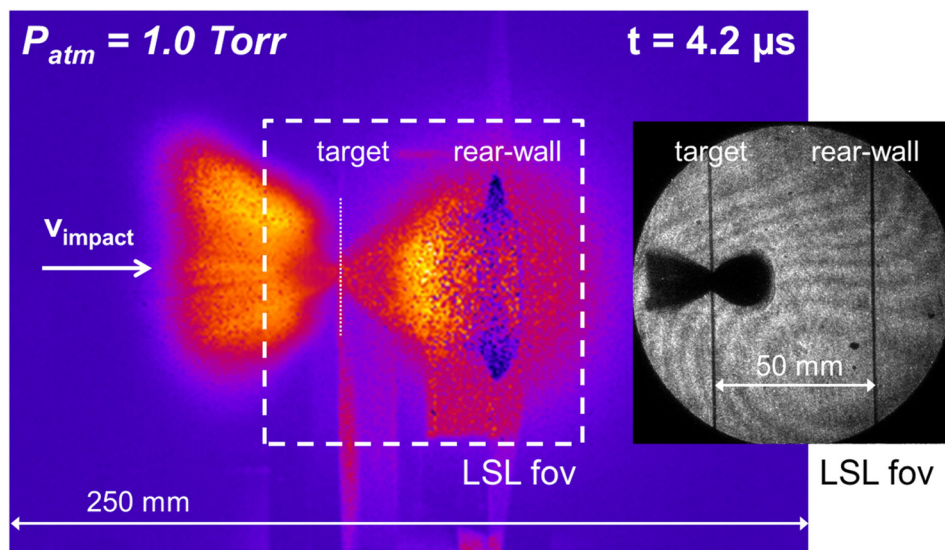 P_atm = 1.0 Torr
t = 4.2 µs
target
rear-wall
v_impact
LSL fov
250 mm
target
rear-wall
50 mm
LSL fov